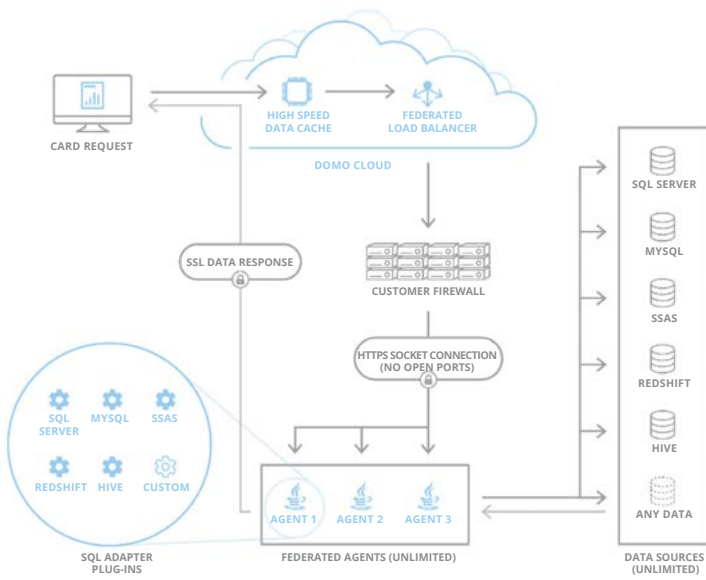 CARD REQUEST
HIGH SPEED
DATA CACHE
FEDERATED
LOAD BALANCER
DOMO CLOUD
SSL DATA RESPONSE
CUSTOMER FIREWALL
HTTPS SOCKET CONNECTION
(NO OPEN PORTS)
SQL SERVER
MYSQL
SSAS
REDSHIFT
HIVE
ANY DATA
DATA SOURCES
(UNLIMITED)
SQL
SERVER
MYSQL
SSAS
REDSHIFT
HIVE
CUSTOM
SQL ADAPTER
PLUG-INS
AGENT 1
AGENT 2
AGENT 3
FEDERATED AGENTS (UNLIMITED)